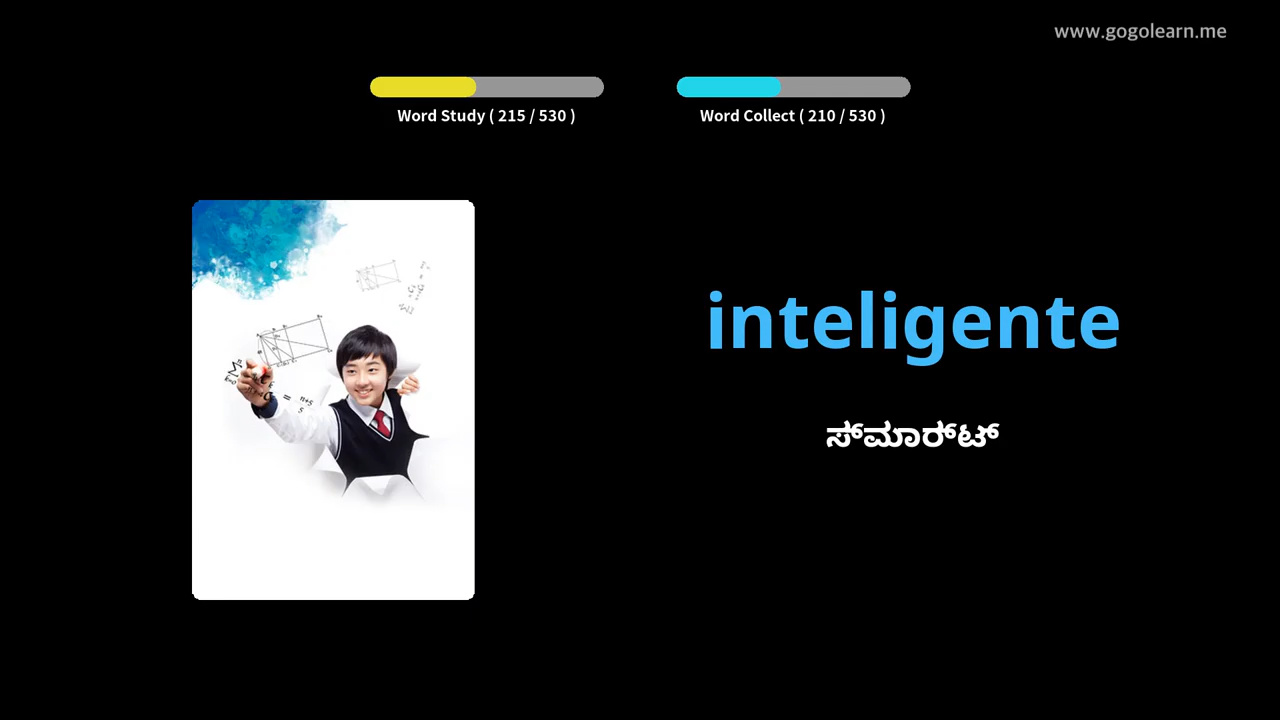 www.gogolearn.me
Word Study ( 215 / 530 )
Word Collect ( 210 / 530 )
inteligente
ಸ್‌ಮಾರ್‌ಟ್